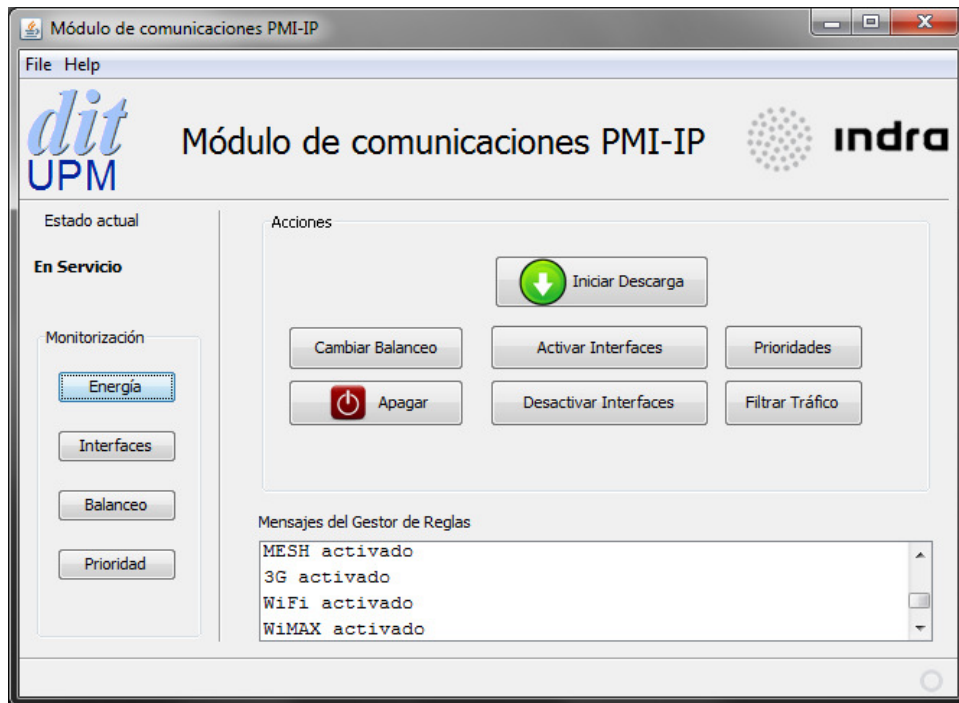 Módulo de comunicaciones PMI-IP
File Help
dit
UPM
Módulo de comunicaciones PMI-IP
indra
Estado actual
En Servicio
Monitorización
Energía
Interfaces
Balanceo
Prioridad
Acciones
Iniciar Descarga
Cambiar Balanceo
Activar Interfaces
Prioridades
Apagar
Desactivar Interfaces
Filtrar Tráfico
Mensajes del Gestor de Reglas
MESH activado
3G activado
WiFi activado
WiMAX activado